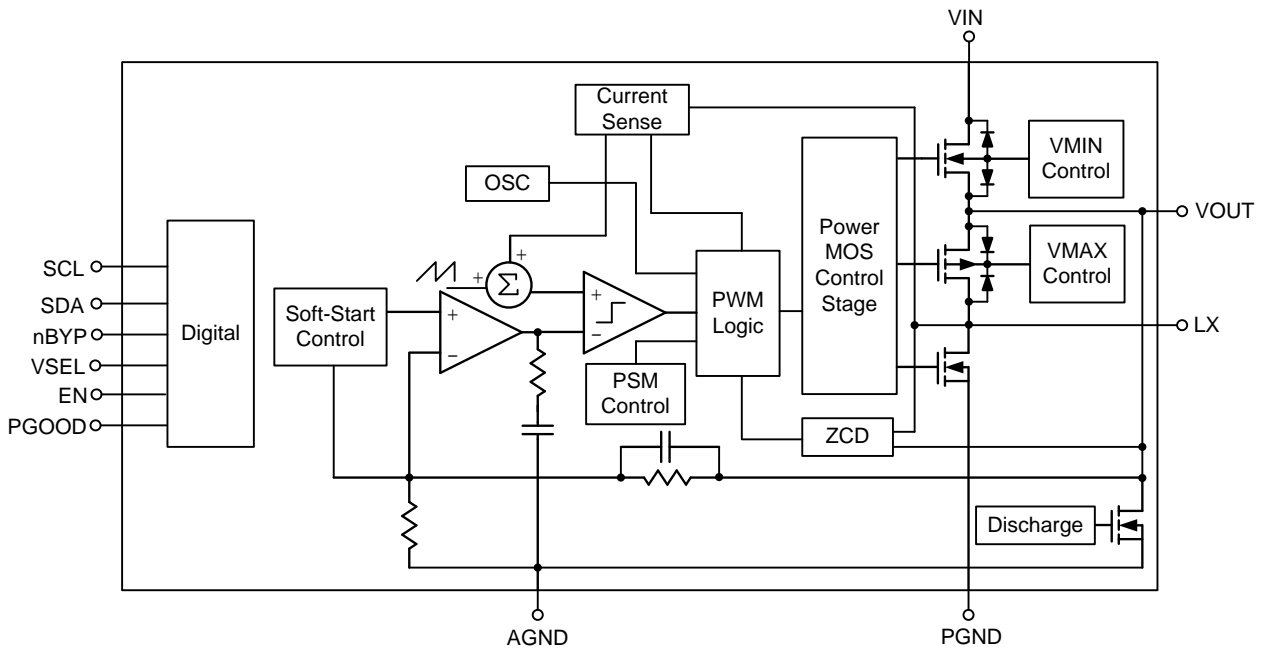 VIN
Current
Sense
VMIN
Control
OSC
VOUT
Power
MOS
Control
Stage
VMAX
Control
SCL
SDA
nBYP
VSEL
EN
PGOOD
Digital
Soft-Start
Control
+
+
Σ
+
−
+
−
PWM
Logic
LX
PSM
Control
ZCD
Discharge
AGND
PGND